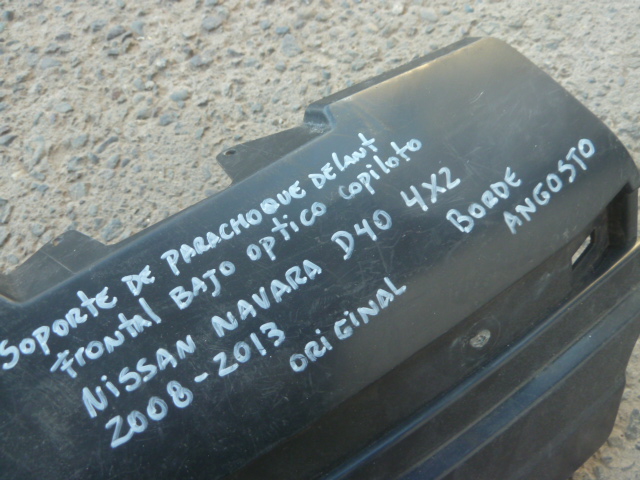 SOPORTE DE PARACHOQUE DELANT
FRONTAL BAJO OPTICO COPILOTO
NISSAN NAVARA D40 4X2
2008-2013
ORIGINAL
BORDE
ANGOSTO